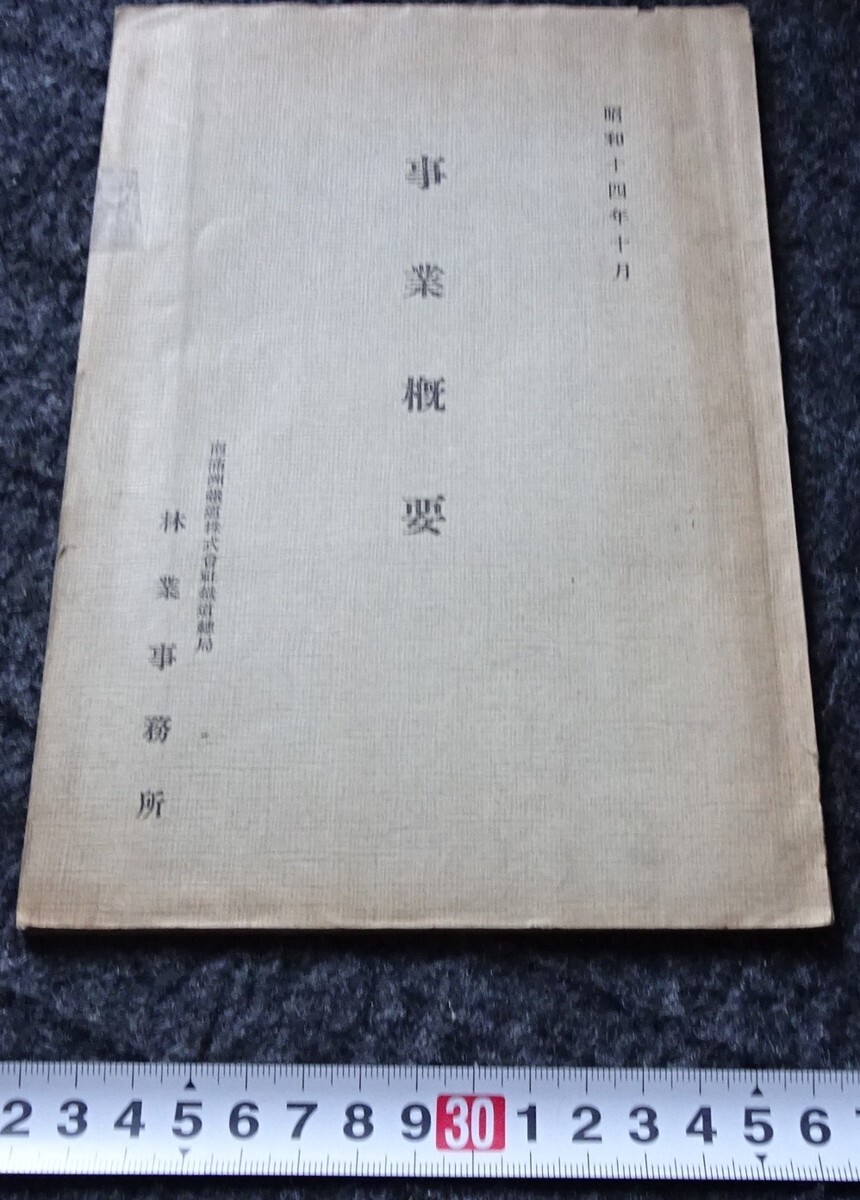 昭和十四年十月
事業概要
南滿洲鐵道株式會社鐵道總局
林業事務所
2 3 4 5 6 7 8 9 30 1 2 3 4 5 6